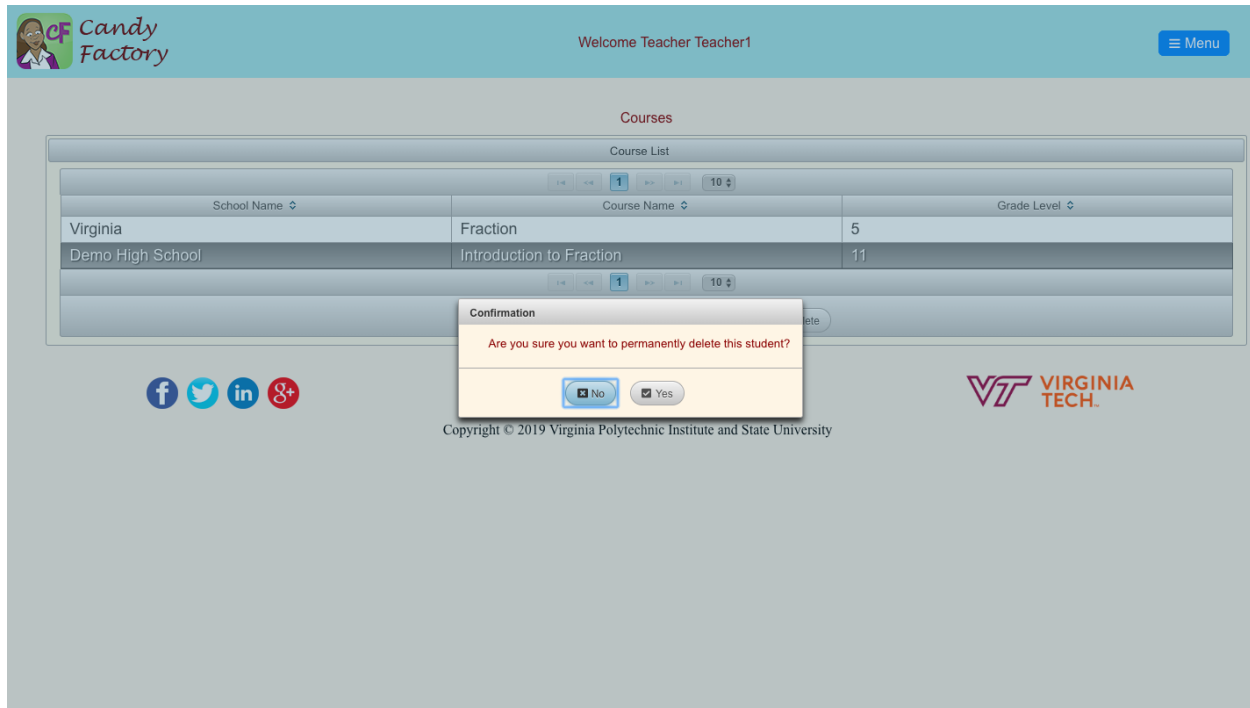 CF Candy
Factory
Welcome Teacher Teacher1
Menu
Courses
Course List
1 10
School Name Course Name Grade Level
Virginia Fraction 5
Demo High School Introduction to Fraction 11
1 10
Confirmation
Are you sure you want to permanently delete this student?
No Yes
VT VIRGINIA
TECH™
Copyright © 2019 Virginia Polytechnic Institute and State University